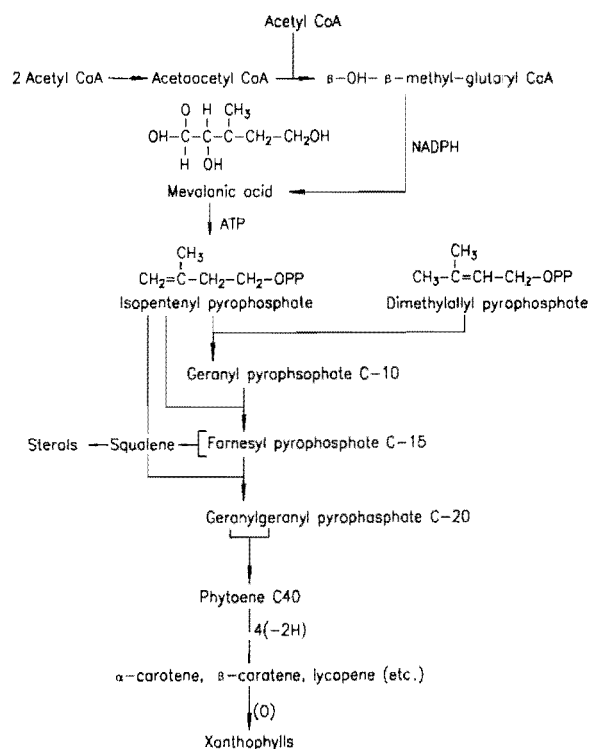 Acetyl CoA
2 Acetyl CoA Acetoacetyl CoA β-OH- β-methyl-glutaryl CoA
O H CH₃
OH-C-C-C-CH₂-CH₂OH
H OH
NADPH
Mevalonic acid
ATP
CH₃
CH₂=C-CH₂-CH₂-OPP
Isopentenyl pyrophosphate
CH₃
CH₃-C=CH-CH₂-OPP
Dimethylallyl pyrophosphate
Geranyl pyrophsophate C-10
Sterols Squalene Farnesyl pyrophosphate C-15
Geranylgeranyl pyrophasphate C-20
Phytoene C40
4(-2H)
α-carotene, β-caratene, lycopene (etc.)
(O)
Xanthophylls